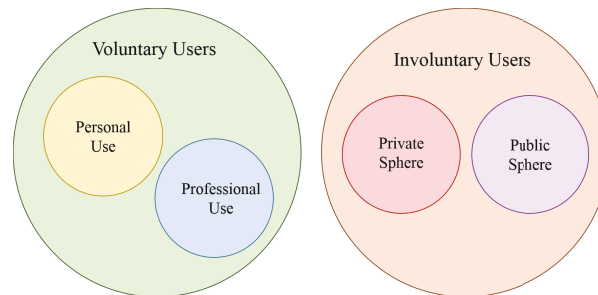 Voluntary Users
Personal
Use
Professional
Use
Involuntary Users
Private
Sphere
Public
Sphere